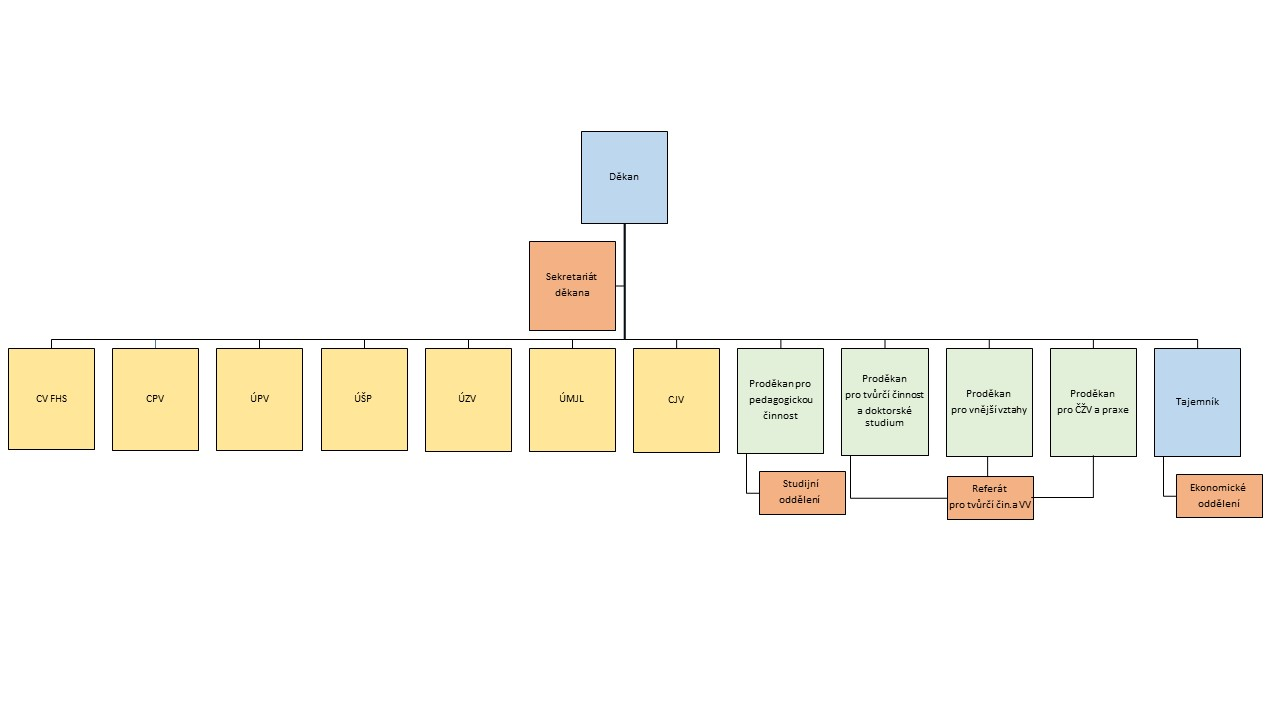 Děkan
Sekretariát
děkana
CV FHS
CPV
ÚPV
ÚŠP
ÚZV
ÚMJL
CJV
Proděkan pro
pedagogickou
činnost
Proděkan
pro tvůrčí činnost
a doktorské
studium
Proděkan
pro vnější vztahy
Proděkan
pro ČŽV a praxe
Tajemník
Studijní
oddělení
Referát
pro tvůrčí čin.a VV
Ekonomické
oddělení